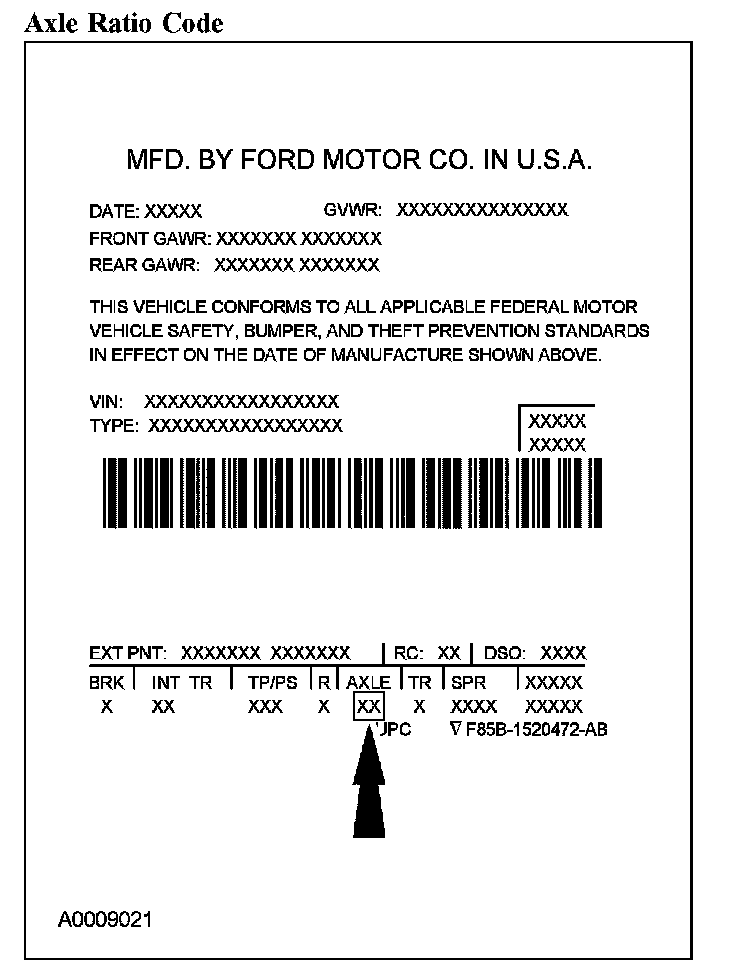 Axle Ratio Code
MFD. BY FORD MOTOR CO. IN U.S.A.
DATE: XXXXX GVWR: XXXXXXXXXXXXXXX
FRONT GAWR: XXXXXXX XXXXXXX
REAR GAWR: XXXXXXX XXXXXXX
THIS VEHICLE CONFORMS TO ALL APPLICABLE FEDERAL MOTOR
VEHICLE SAFETY, BUMPER, AND THEFT PREVENTION STANDARDS
IN EFFECT ON THE DATE OF MANUFACTURE SHOWN ABOVE.
VIN: XXXXXXXXXXXXXXXXX
TYPE: XXXXXXXXXXXXXXXXX
XXXXX
XXXXX
EXT PNT: XXXXXXX XXXXXXX RC: XX DSO: XXXX
BRK INT TR TP/PS R AXLE TR SPR XXXXX
X XX XXX X XX X XXXX XXXXX
UPC ∇ F85B-1520472-AB
A0009021